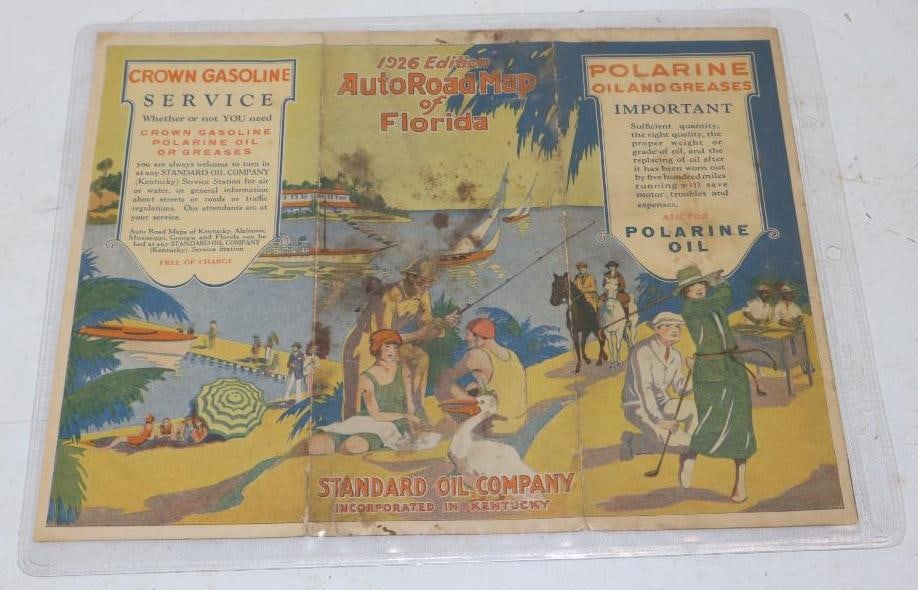 CROWN GASOLINE
SERVICE
Whether or not YOU need
CROWN GASOLINE
POLARINE OIL
OR GREASES
you are always welcome to turn in
at any STANDARD OIL COMPANY
(Kentucky) Service Station for air
or water, or general information
about streets or roads or traffic
regulations. Our attendants are at
your service.
Auto Road Maps of Kentucky, Alabama,
Mississippi, Georgia and Florida can be
had at any STANDARD OIL COMPANY
(Kentucky) Service Station
FREE OF CHARGE
1926 Edition
Auto Road Map
of
Florida
STANDARD OIL COMPANY
INCORPORATED IN KENTUCKY
POLARINE
OIL AND GREASES
IMPORTANT
Sufficient quantity,
the right quality, the
proper weight or
grade of oil, and the
replacing of oil after
it has been worn out
by five hundred miles
running will save
motor troubles and
expenses.
ASK FOR
POLARINE
OIL